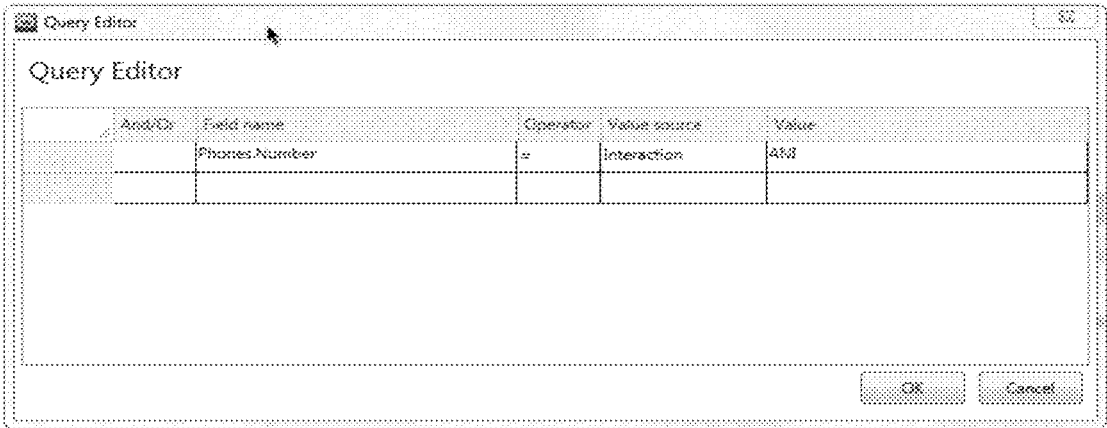 Query Editor
Query Editor
And/Or Field name Operator Value source Value
Phones.Number = Interaction ANI
OK Cancel